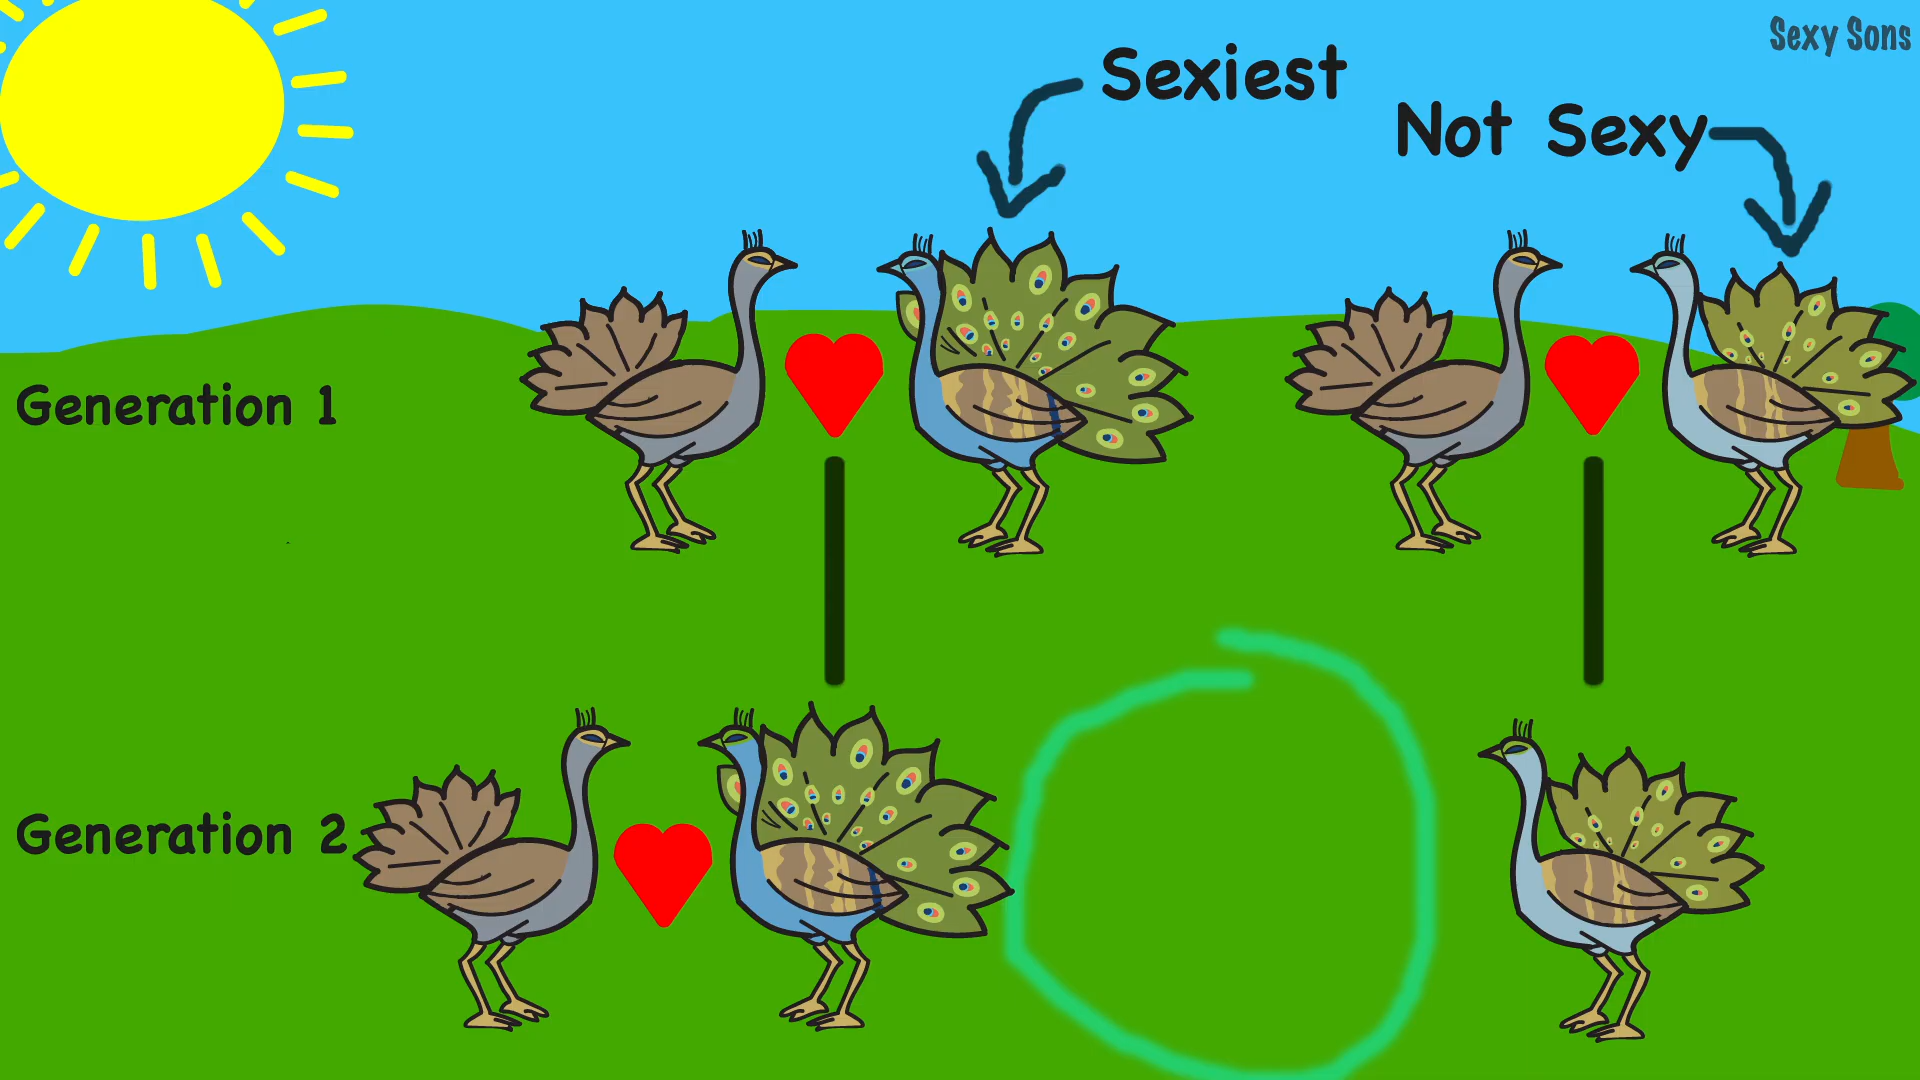 Sexy Sons
Sexiest
Not Sexy
Generation 1
Generation 2